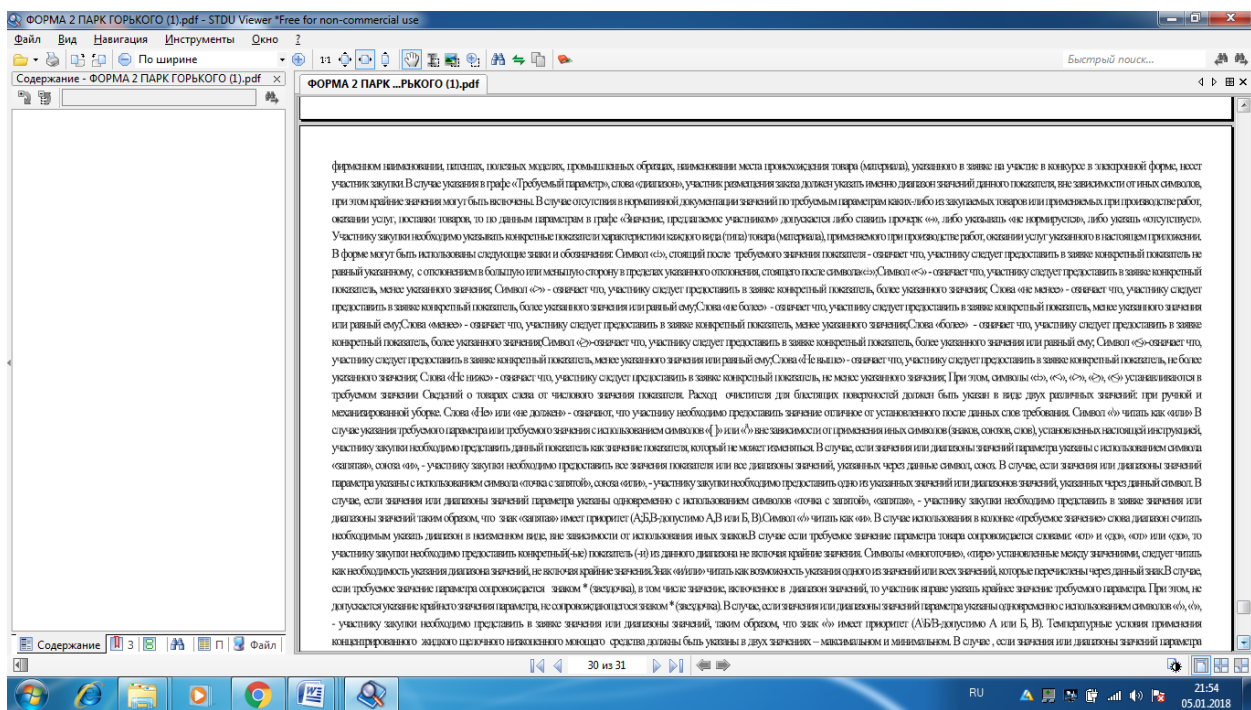 ФОРМА 2 ПАРК ГОРЬКОГО (1).pdf - STDU Viewer *Free for non-commercial use
Файл Вид Навигация Инструменты Окно ?
По ширине 1:1 Быстрый поиск...
Содержание - ФОРМА 2 ПАРК ГОРЬКОГО (1).pdf
ФОРМА 2 ПАРК ...РЬКОГО (1).pdf
фирменном наименовании, патентах, полезных моделях, промышленных образцах, наименовании места происхождения товара (материала), указанного в заявке на участие в конкурсе в электронной форме, несет
участник закупки.В случае указания в графе «Требуемый параметр», слова «диапазон», участник размещения заказа должен указать именно диапазон значений данного показателя, вне зависимости от иных символов,
при этом крайние значения могут быть включены. В случае отсутствия в нормативной документации значений по требуемым параметрам каких-либо из закупаемых товаров или применяемых при производстве работ,
оказании услуг, поставки товаров, то по данным параметрам в графе «Значение, предлагаемое участником» допускается либо ставить прочерк «-», либо указывать «не нормируется», либо указать «отсутствует».
Участнику закупки необходимо указывать конкретные показатели характеристики каждого вида (типа) товара (материала), применяемого при производстве работ, оказании услуг указанного в настоящем приложении.
В форме могут быть использованы следующие знаки и обозначения: Символ «±», стоящий после требуемого значения показателя - означает что, участнику следует предоставить в заявке конкретный показатель не
равный указанному, с отклонением в большую или меньшую сторону в пределах указанного отклонения, стоящего после символа«±»;Символ «<» - означает что, участнику следует предоставить в заявке конкретный
показатель, менее указанного значения; Символ «>» - означает что, участнику следует предоставить в заявке конкретный показатель, более указанного значения; Слова «не менее» - означает что, участнику следует
предоставить в заявке конкретный показатель, более указанного значения или равный ему;Слова «не более» - означает что, участнику следует предоставить в заявке конкретный показатель, менее указанного значения
или равный ему;Слова «менее» - означает что, участнику следует предоставить в заявке конкретный показатель, менее указанного значения;Слова «более» - означает что, участнику следует предоставить в заявке
конкретный показатель, более указанного значения;Символ «≥»-означает что, участнику следует предоставить в заявке конкретный показатель, более указанного значения или равный ему; Символ «≤»-означает что,
участнику следует предоставить в заявке конкретный показатель, менее указанного значения или равный ему;Слова «Не выше» - означает что, участнику следует предоставить в заявке конкретный показатель, не более
указанного значения; Слова «Не ниже» - означает что, участнику следует предоставить в заявке конкретный показатель, не менее указанного значения; При этом, символы «±», «<», «>», «≥», «≤» устанавливаются в
требуемом значении Сведений о товарах слева от числового значения показателя. Расход очистителя для блестящих поверхностей должен быть указан в виде двух различных значений: при ручной и
механизированной уборке. Слова «Не» или «не должен» - означают, что участнику необходимо предоставить значение отличное от установленного после данных слов требования. Символ «\» читать как «или» В
случае указания требуемого параметра или требуемого значения с использованием символов «[ ]» или «^» вне зависимости от применения иных символов (знаков, союзов, слов), установленных настоящей инструкцией,
участнику закупки необходимо представить данный показатель как значение показателя, который не может изменяться. В случае, если значения или диапазоны значений параметра указаны с использованием символа
«запятая», союза «и», - участнику закупки необходимо предоставить все значения показателя или все диапазоны значений, указанных через данные символ, союз. В случае, если значения или диапазоны значений
параметра указаны с использованием символа «точка с запятой», союза «или», - участнику закупки необходимо предоставить одно из указанных значений или диапазонов значений, указанных через данный символ. В
случае, если значения или диапазоны значений параметра указаны одновременно с использованием символов «точка с запятой», «запятая», - участнику закупки необходимо представить в заявке значения или
диапазоны значений таким образом, что знак «запятая» имеет приоритет (А;Б,В-допустимо А,В или Б, В).Символ «/» читать как «и». В случае использования в колонке «требуемое значение» слова диапазон считать
необходимым указать диапазон в неизменном виде, вне зависимости от использования иных знаков.В случае если требуемое значение параметра товара сопровождается словами: «от» и «до», «от» или «до», то
участнику закупки необходимо предоставить конкретный(-ые) показатель (-и) из данного диапазона не включая крайние значения. Символы «многоточие», «тире» установленные между значениями, следует читать
как необходимость указания диапазона значений, не включая крайние значения.Знак «и/или» читать как возможность указания одного из значений или всех значений, которые перечислены через данный знак.В случае,
если требуемое значение параметра сопровождается знаком * (звездочка), в том числе значение, включенное в диапазон значений, то участник вправе указать крайнее значение требуемого параметра. При этом, не
допускается указание крайнего значения параметра, не сопровождающегося знаком * (звездочка). В случае, если значения или диапазоны значений параметра указаны одновременно с использованием символов «/», «\»,
- участнику закупки необходимо представить в заявке значения или диапазоны значений, таким образом, что знак «/» имеет приоритет (А\Б/В-допустимо А или Б, В). Температурные условия применения
концентрированного жидкого щелочного низкопенного моющего средства должны быть указаны в двух значениях – максимальном и минимальном. В случае , если значения или диапазоны значений параметра
Содержание З П Файл
30 из 31
RU 21:54
05.01.2018